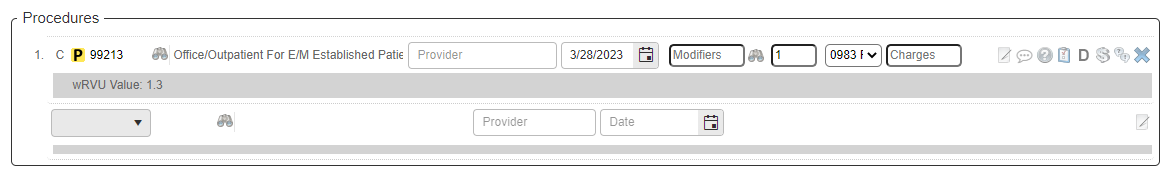 Procedures
1. C P 99213 Office/Outpatient For E/M Established Patie Provider 3/28/2023 Modifiers 1 0983 F Charges D
wRVU Value: 1.3
Provider Date